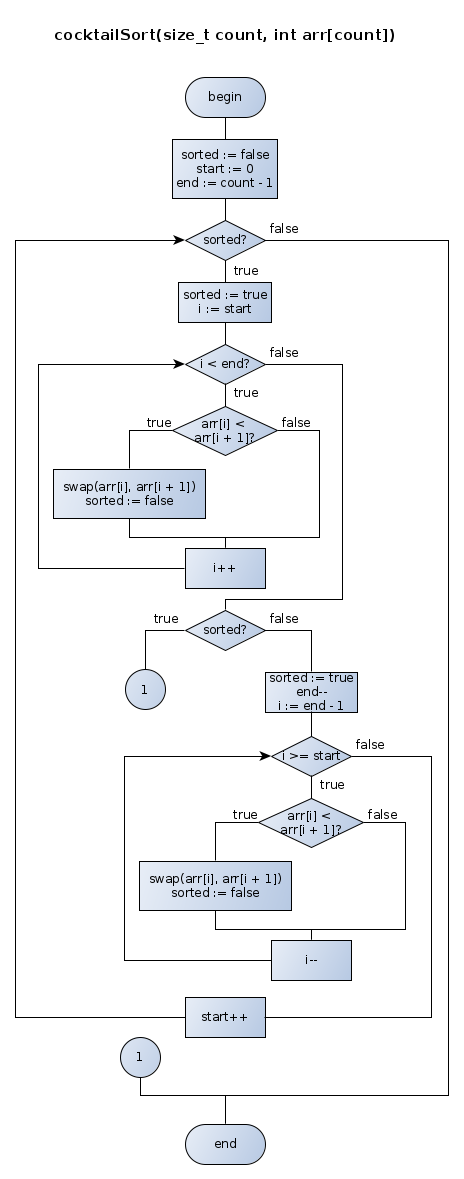 cocktailSort(size_t count, int arr[count])
begin
sorted := false
start := 0
end := count - 1
sorted?
false
true
sorted := true
i := start
i < end?
false
true
arr[i] <
arr[i + 1]?
true
false
swap(arr[i], arr[i + 1])
sorted := false
i++
sorted?
true
false
1
sorted := true
end--
i := end - 1
i >= start
false
true
arr[i] <
arr[i + 1]?
true
false
swap(arr[i], arr[i + 1])
sorted := false
i--
start++
1
end